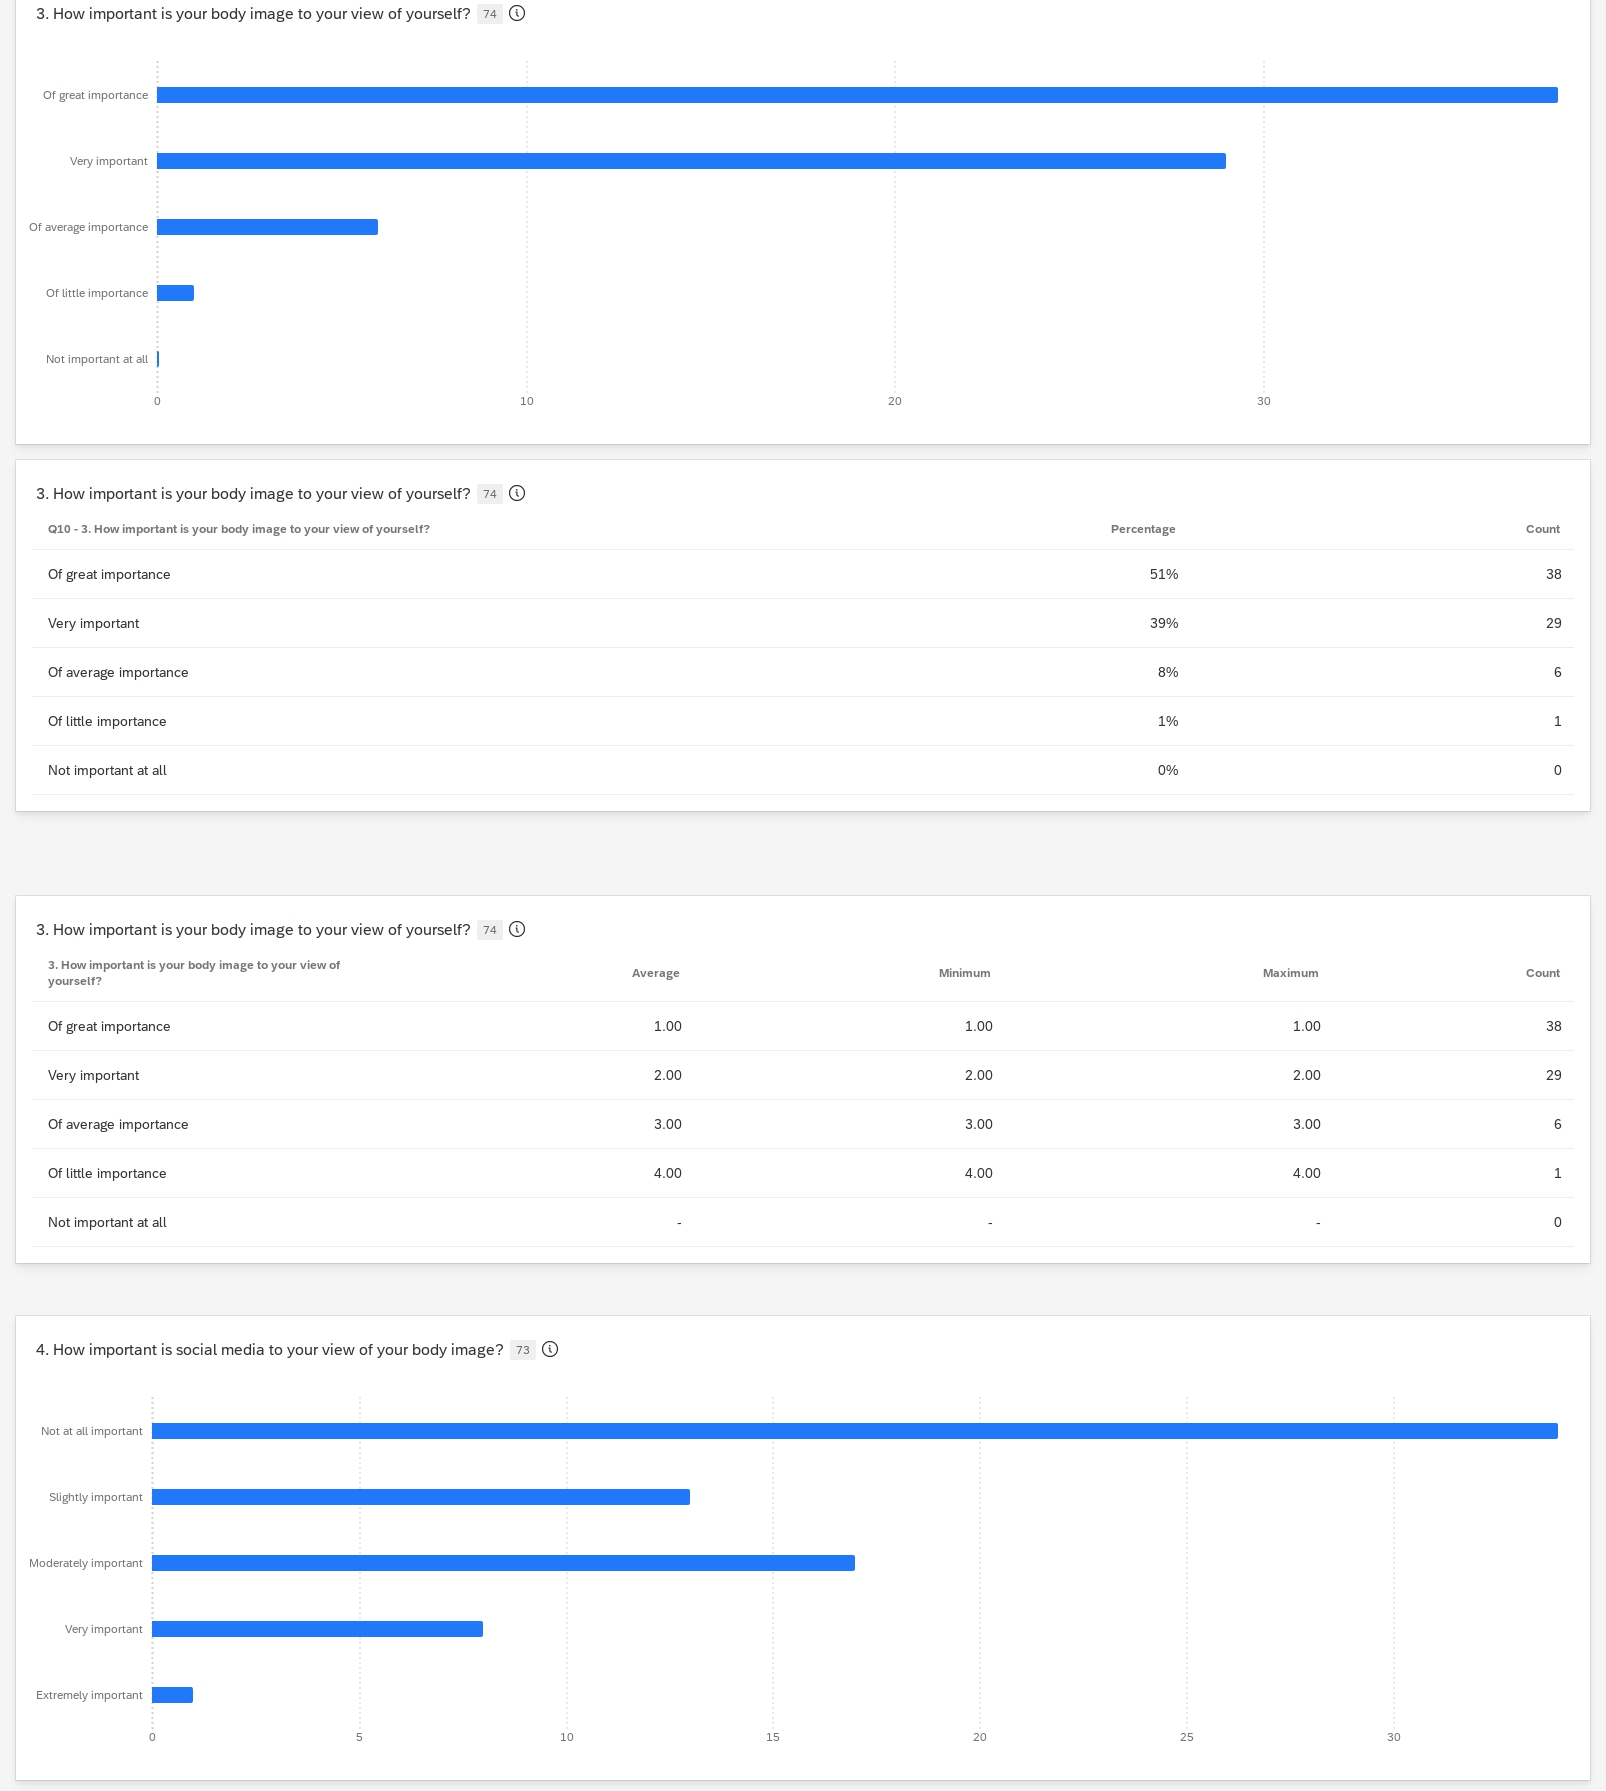 3. How important is your body image to your view of yourself? 74
Of great importance
Very important
Of average importance
Of little importance
Not important at all
0 10 20 30
3. How important is your body image to your view of yourself? 74
Q10 - 3. How important is your body image to your view of yourself? Percentage Count
Of great importance 51% 38
Very important 39% 29
Of average importance 8% 6
Of little importance 1% 1
Not important at all 0% 0
3. How important is your body image to your view of yourself? 74
3. How important is your body image to your view of
yourself? Average Minimum Maximum Count
Of great importance 1.00 1.00 1.00 38
Very important 2.00 2.00 2.00 29
Of average importance 3.00 3.00 3.00 6
Of little importance 4.00 4.00 4.00 1
Not important at all - - - 0
4. How important is social media to your view of your body image? 73
Not at all important
Slightly important
Moderately important
Very important
Extremely important
0 5 10 15 20 25 30